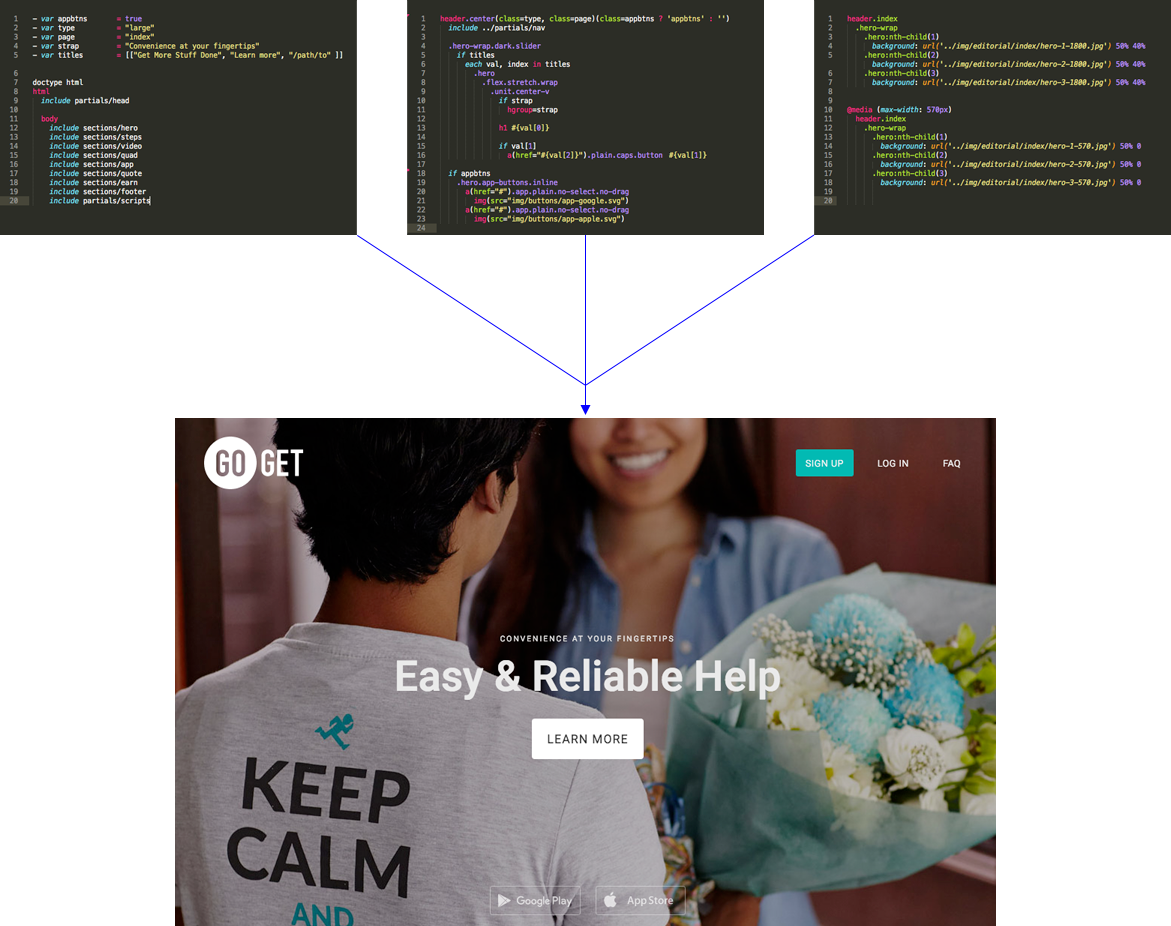 1 - var appbtns = true
2 - var type = "large"
3 - var page = "index"
4 - var strap = "Convenience at your fingertips"
5 - var titles = [["Get More Stuff Done", "Learn more", "/path/to" ]]
6
7 doctype html
8 html
9 include partials/head
10
11 body
12 include sections/hero
13 include sections/steps
14 include sections/video
15 include sections/quad
16 include sections/app
17 include sections/quote
18 include sections/earn
19 include sections/footer
20 include partials/scripts
1 header.center(class=type, class=page)(class=appbtns ? 'appbtns' : '')
2 include ../partials/nav
3
4 .hero-wrap.dark.slider
5 if titles
6 each val, index in titles
7 .hero
8 .flex.stretch.wrap
9 .unit.center-v
10 if strap
11 hgroup=strap
12
13 h1 #{val[0]}
14
15 if val[1]
16 a(href="#{val[2]}").plain.caps.button #{val[1]}
17
18 if appbtns
19 .hero.app-buttons.inline
20 a(href="#").app.plain.no-select.no-drag
21 img(src="img/buttons/app-google.svg")
22 a(href="#").app.plain.no-select.no-drag
23 img(src="img/buttons/app-apple.svg")
24
1 header.index
2 .hero-wrap
3 .hero:nth-child(1)
4 background: url('../img/editorial/index/hero-1-1800.jpg') 50% 40%
5 .hero:nth-child(2)
6 background: url('../img/editorial/index/hero-2-1800.jpg') 50% 40%
6 .hero:nth-child(3)
7 background: url('../img/editorial/index/hero-3-1800.jpg') 50% 40%
8
9
10 @media (max-width: 570px)
11 header.index
12 .hero-wrap
13 .hero:nth-child(1)
14 background: url('../img/editorial/index/hero-1-570.jpg') 50% 0
15 .hero:nth-child(2)
16 background: url('../img/editorial/index/hero-2-570.jpg') 50% 0
17 .hero:nth-child(3)
18 background: url('../img/editorial/index/hero-3-570.jpg') 50% 0
19
20
GO GET
SIGN UP LOG IN FAQ
CONVENIENCE AT YOUR FINGERTIPS
Easy & Reliable Help
LEARN MORE
KEEP
CALM
AND
Google Play App Store